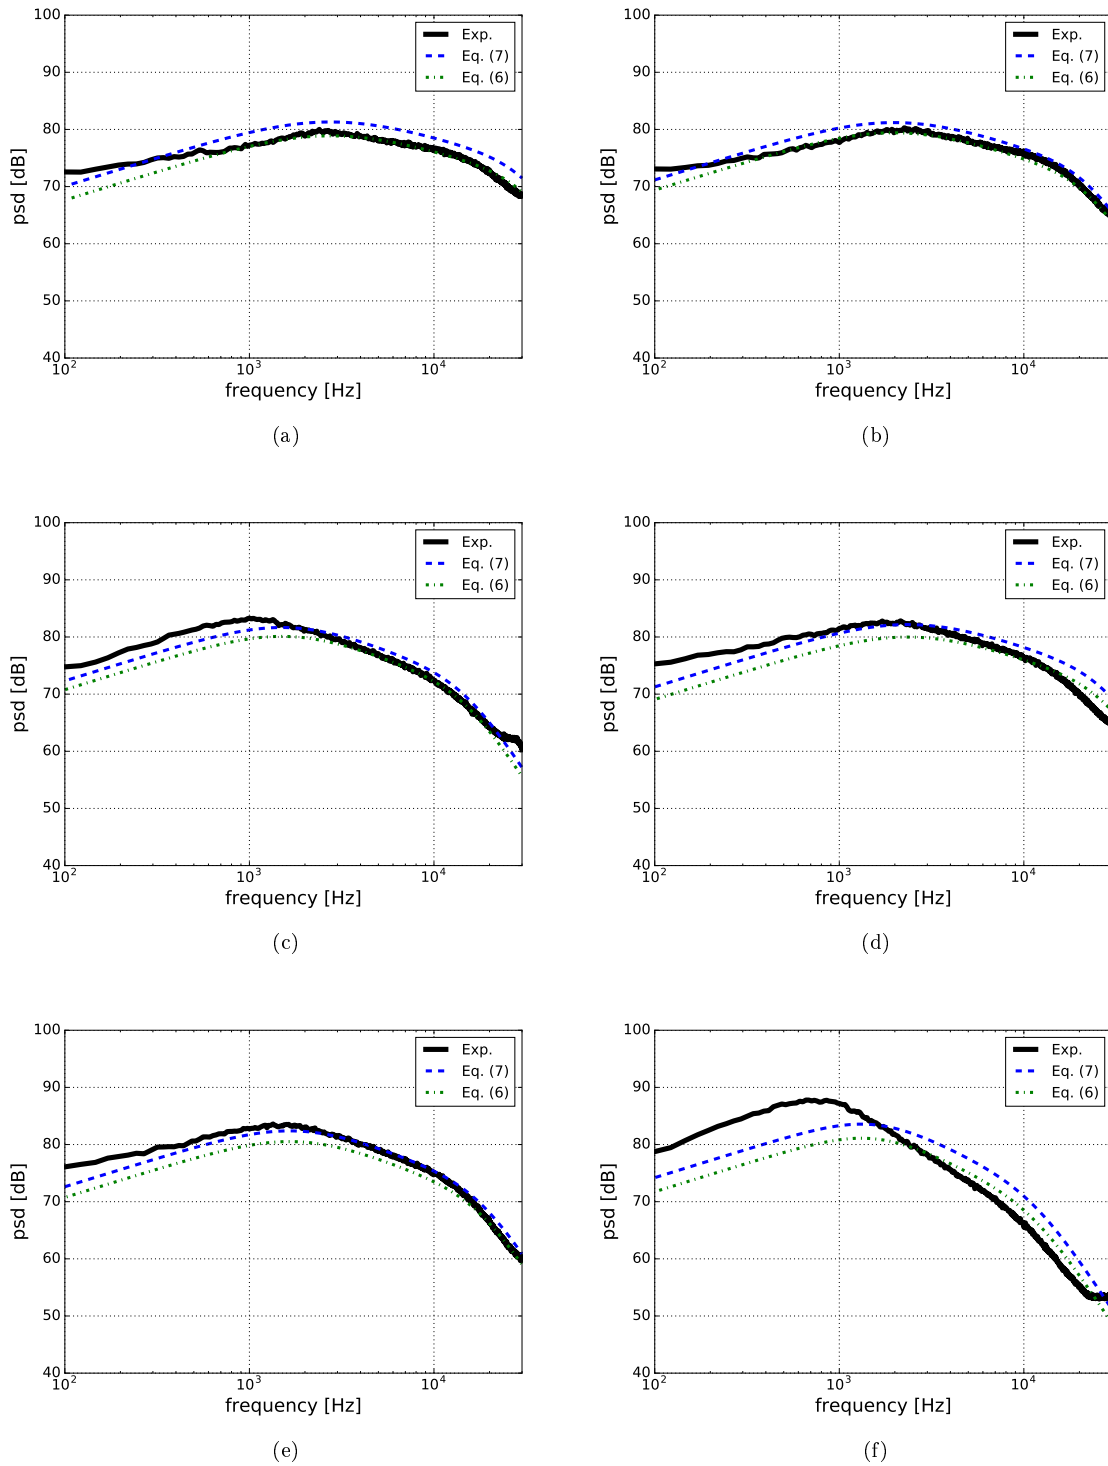 100
90
80
70
60
50
40
psd [dB]
10² 10³ 10⁴
frequency [Hz]
Exp.
Eq. (7)
Eq. (6)
(a)
100
90
80
70
60
50
40
psd [dB]
10² 10³ 10⁴
frequency [Hz]
Exp.
Eq. (7)
Eq. (6)
(b)
100
90
80
70
60
50
40
psd [dB]
10² 10³ 10⁴
frequency [Hz]
Exp.
Eq. (7)
Eq. (6)
(c)
100
90
80
70
60
50
40
psd [dB]
10² 10³ 10⁴
frequency [Hz]
Exp.
Eq. (7)
Eq. (6)
(d)
100
90
80
70
60
50
40
psd [dB]
10² 10³ 10⁴
frequency [Hz]
Exp.
Eq. (7)
Eq. (6)
(e)
100
90
80
70
60
50
40
psd [dB]
10² 10³ 10⁴
frequency [Hz]
Exp.
Eq. (7)
Eq. (6)
(f)